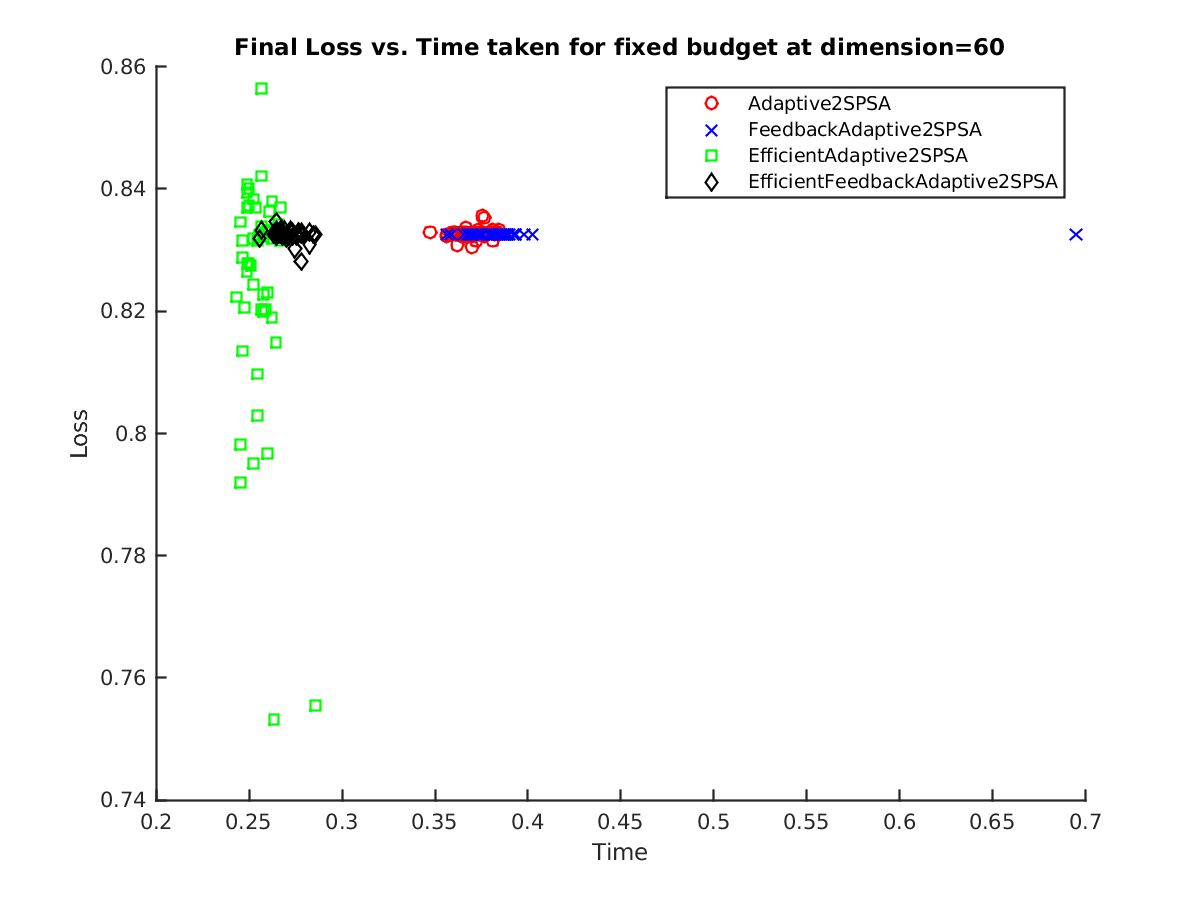 Final Loss vs. Time taken for fixed budget at dimension=60
0.86
Adaptive2SPSA
FeedbackAdaptive2SPSA
EfficientAdaptive2SPSA
EfficientFeedbackAdaptive2SPSA
0.84
0.82
0.8
0.78
0.76
0.74
Loss
0.2 0.25 0.3 0.35 0.4 0.45 0.5 0.55 0.6 0.65 0.7
Time